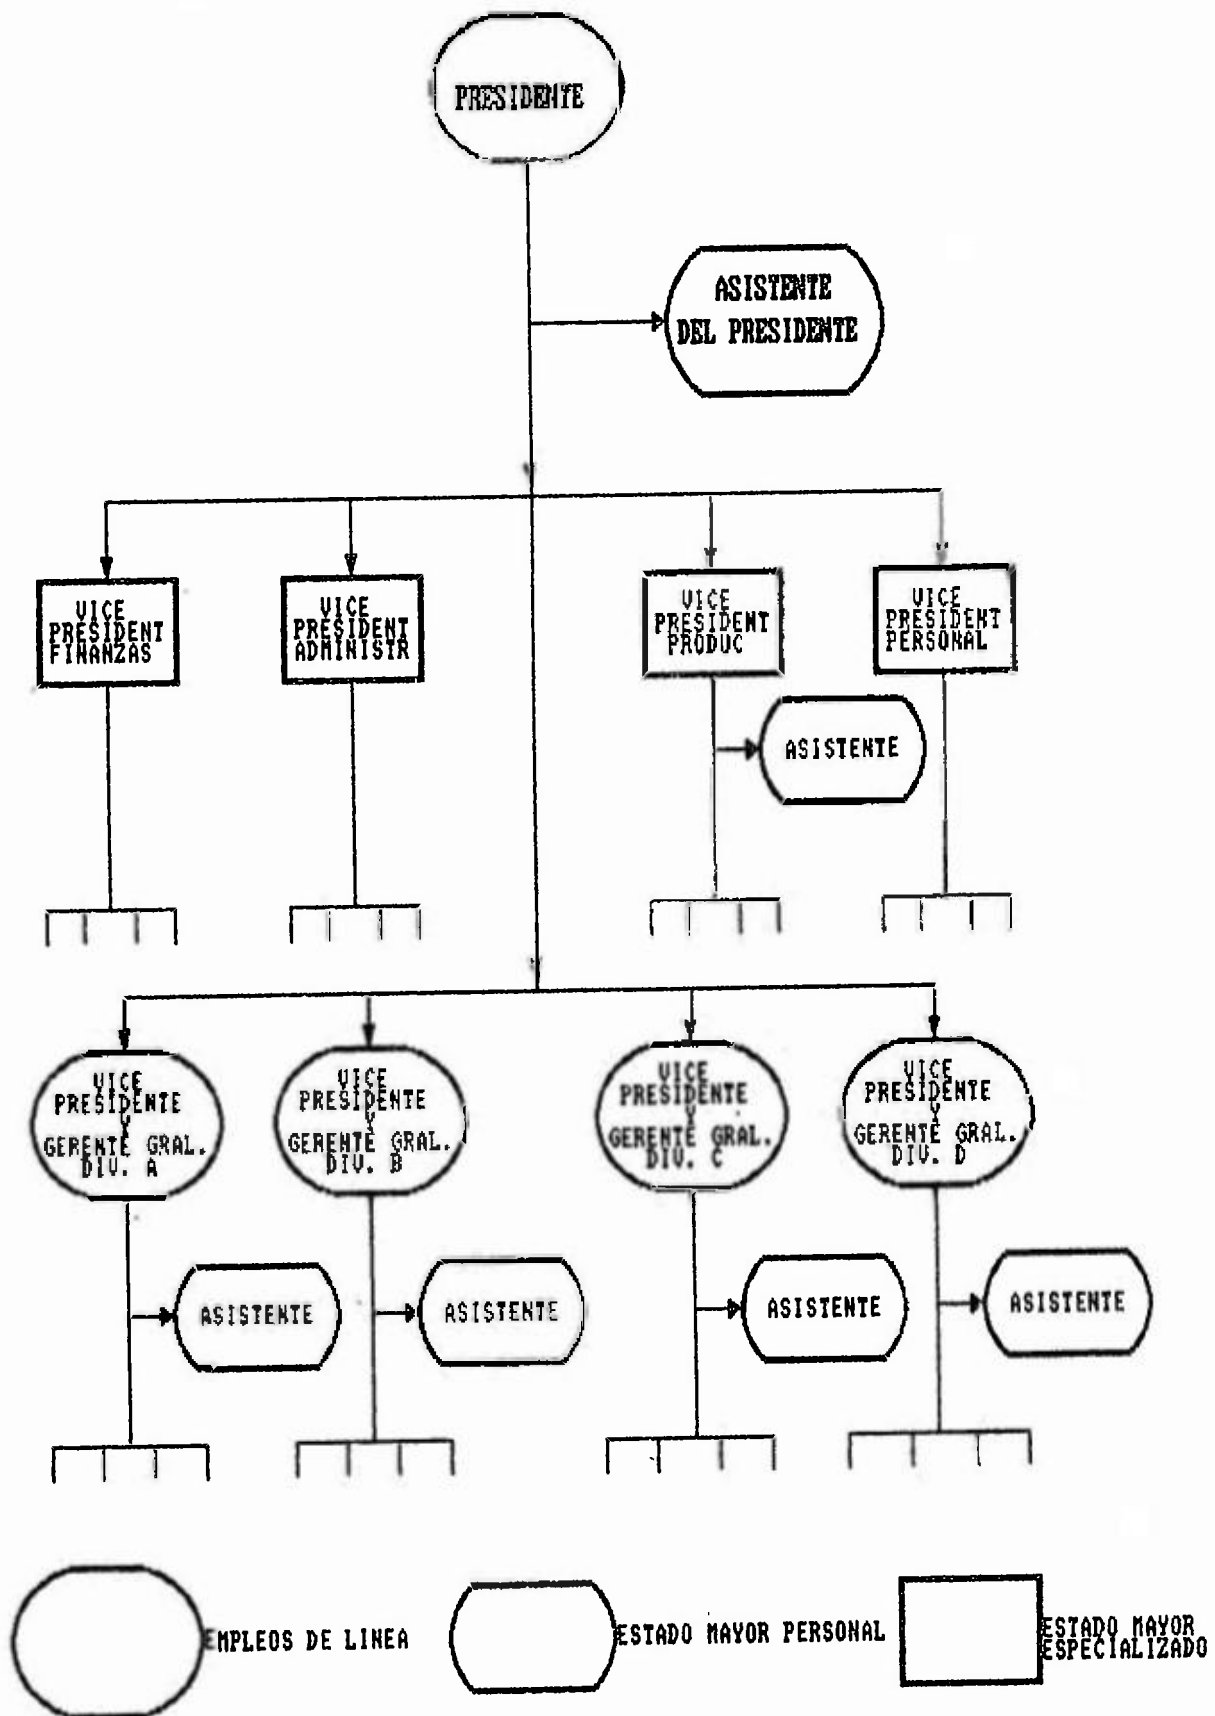 PRESIDENTE
ASISTENTE
DEL PRESIDENTE
VICE
PRESIDENT
FINANZAS
VICE
PRESIDENT
ADMINISTR
VICE
PRESIDENT
PRODUC
VICE
PRESIDENT
PERSONAL
ASISTENTE
VICE
PRESIDENTE
Y
GERENTE GRAL.
DIV. A
VICE
PRESIDENTE
Y
GERENTE GRAL.
DIV. B
VICE
PRESIDENTE
Y
GERENTE GRAL.
DIV. C
VICE
PRESIDENTE
Y
GERENTE GRAL.
DIV. D
ASISTENTE
ASISTENTE
ASISTENTE
ASISTENTE
EMPLEOS DE LINEA
ESTADO MAYOR PERSONAL
ESTADO MAYOR
ESPECIALIZADO